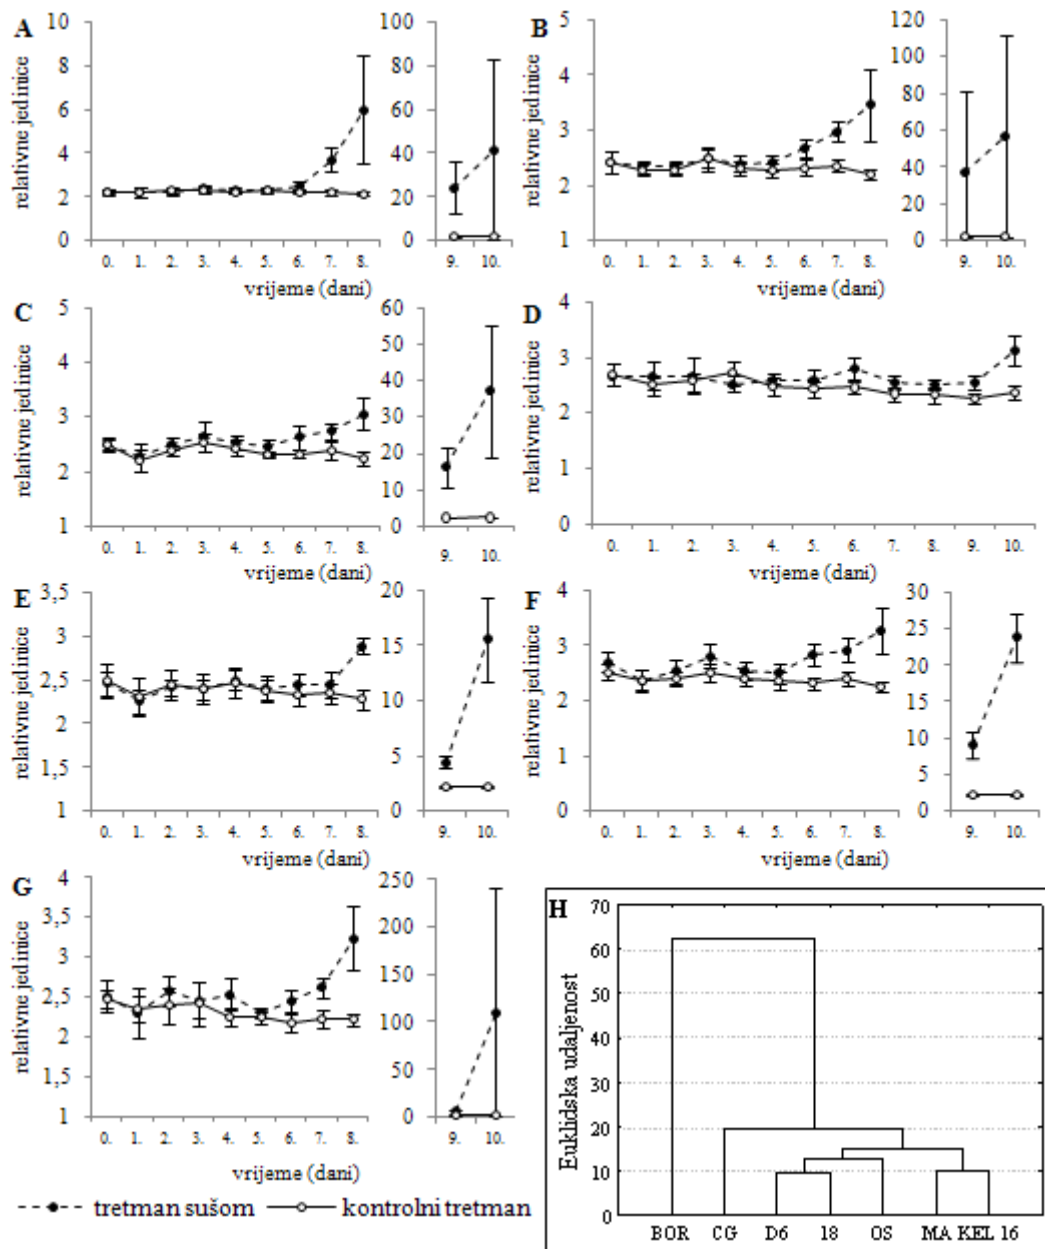 A
relativne jedinice
10
8
6
4
2
0
0. 1. 2. 3. 4. 5. 6. 7. 8.
100
80
60
40
20
0
9. 10.
vrijeme (dani)
B
relativne jedinice
5
4
3
2
1
0. 1. 2. 3. 4. 5. 6. 7. 8.
120
100
80
60
40
20
0
9. 10.
vrijeme (dani)
C
relativne jedinice
5
4
3
2
1
0. 1. 2. 3. 4. 5. 6. 7. 8.
60
50
40
30
20
10
0
9. 10.
vrijeme (dani)
D
relativne jedinice
4
3
2
1
0
0. 1. 2. 3. 4. 5. 6. 7. 8. 9. 10.
vrijeme (dani)
E
relativne jedinice
3,5
3
2,5
2
1,5
1
0. 1. 2. 3. 4. 5. 6. 7. 8.
20
15
10
5
0
9. 10.
vrijeme (dani)
F
relativne jedinice
4
3
2
1
0
0. 1. 2. 3. 4. 5. 6. 7. 8.
30
25
20
15
10
5
0
9. 10.
vrijeme (dani)
G
relativne jedinice
4
3,5
3
2,5
2
1,5
1
0. 1. 2. 3. 4. 5. 6. 7. 8.
250
200
150
100
50
0
9. 10.
vrijeme (dani)
tretman sušom kontrolni tretman
H
Euklidska udaljenost
70
60
50
40
30
20
10
0
BOR CG D6 18 OS MA KEL 16